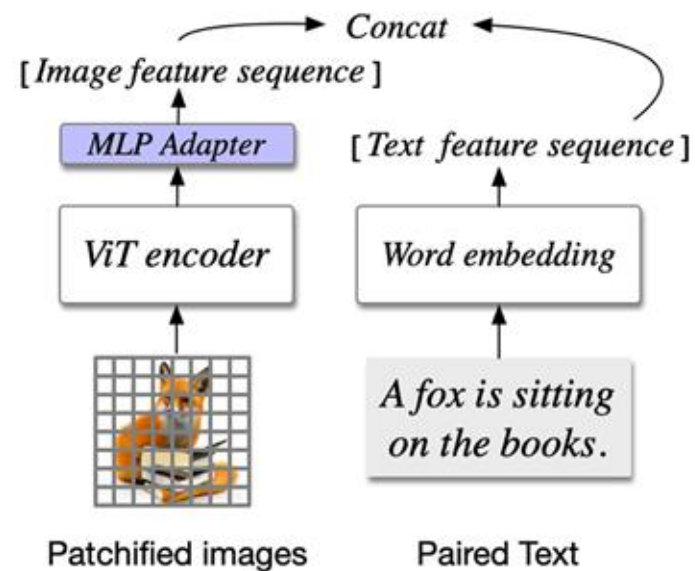 Concat
[Image feature sequence]
MLP Adapter
[Text feature sequence]
ViT encoder
Word embedding
A fox is sitting
on the books.
Patchified images
Paired Text